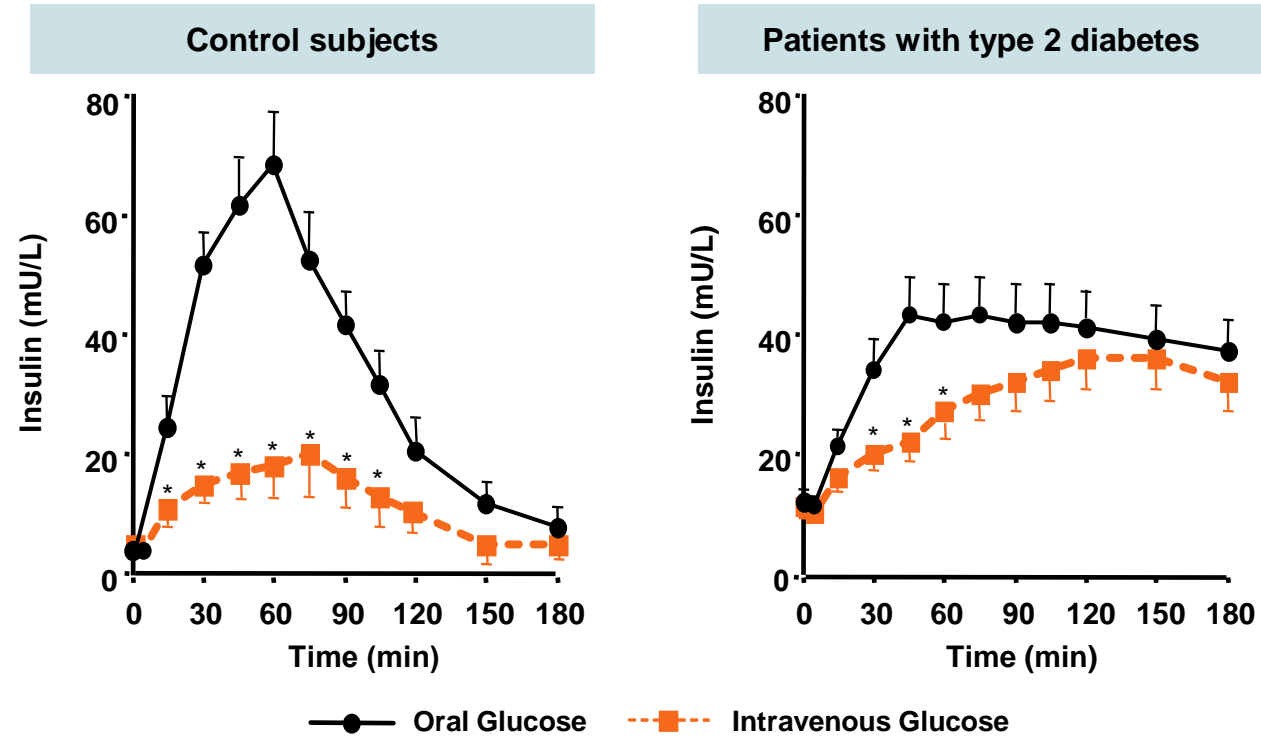 Control subjects
Patients with type 2 diabetes
Insulin (mU/L)
80
60
40
20
0
* * * * * * *
0 30 60 90 120 150 180
Time (min)
Insulin (mU/L)
80
60
40
20
0
* * *
0 30 60 90 120 150 180
Time (min)
Oral Glucose
Intravenous Glucose